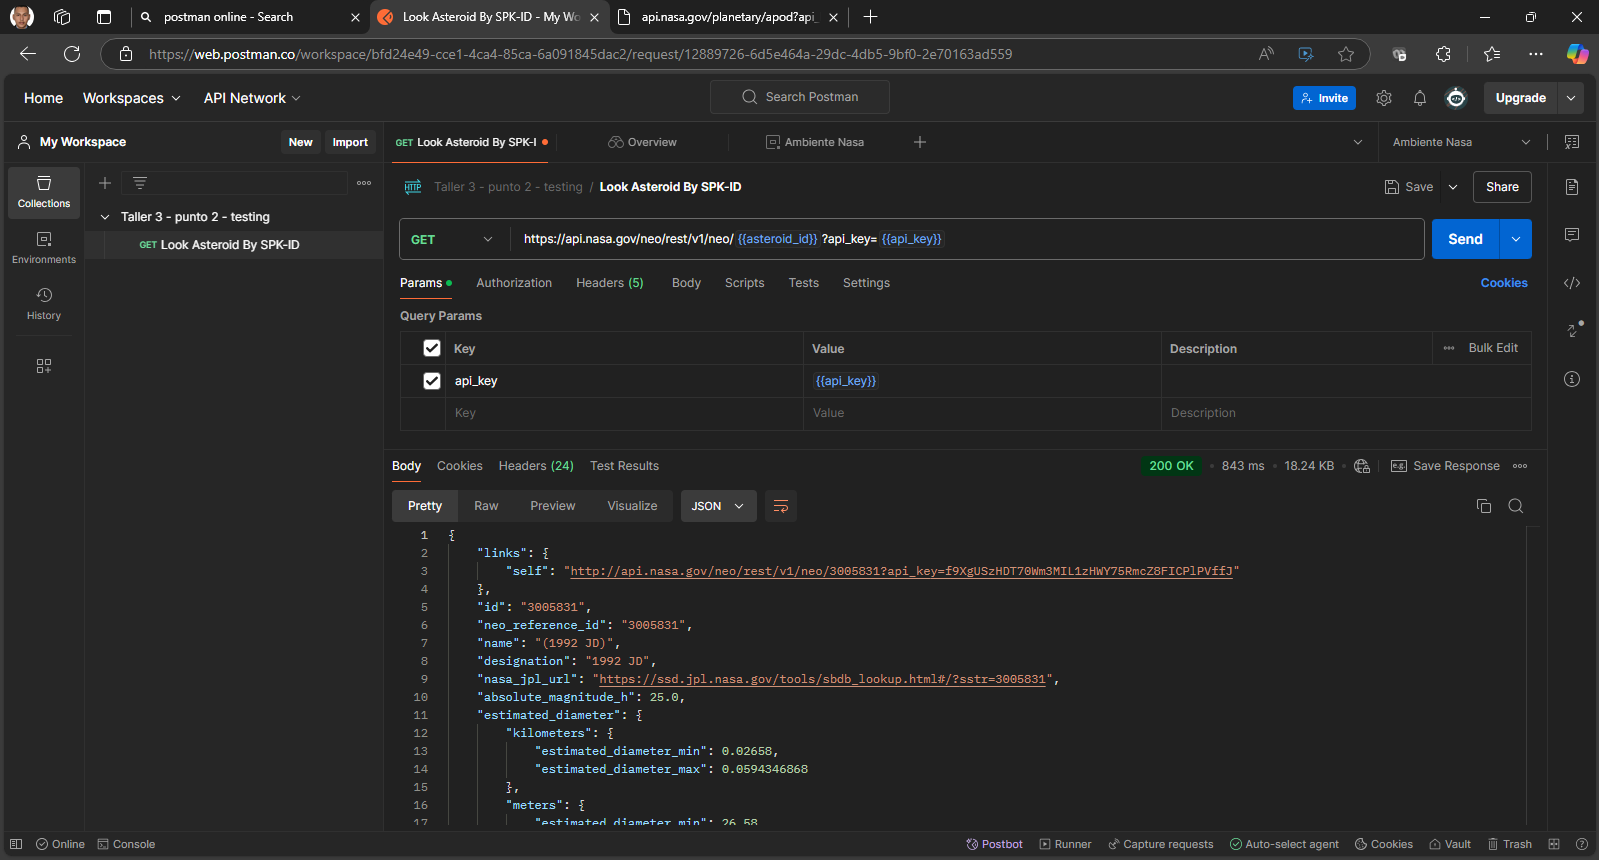 postman online - Search
Look Asteroid By SPK-ID - My Wo
api.nasa.gov/planetary/apod?api_
https://web.postman.co/workspace/bfd24e49-cce1-4ca4-85ca-6a091845dac2/request/12889726-6d5e464a-29dc-4db5-9bf0-2e70163ad559
Home Workspaces API Network Search Postman Invite Upgrade
My Workspace New Import
GET Look Asteroid By SPK-I Overview Ambiente Nasa Ambiente Nasa
Collections
Environments
History
Taller 3 - punto 2 - testing
GET Look Asteroid By SPK-ID
HTTP Taller 3 - punto 2 - testing / Look Asteroid By SPK-ID Save Share
GET https://api.nasa.gov/neo/rest/v1/neo/ {{asteroid_id}} ?api_key= {{api_key}} Send
Params Authorization Headers (5) Body Scripts Tests Settings Cookies
Query Params
Key Value Description Bulk Edit
api_key {{api_key}}
Key Value Description
Body Cookies Headers (24) Test Results 200 OK 843 ms 18.24 KB e.g. Save Response
Pretty Raw Preview Visualize JSON
1 {
2 "links": {
3 "self": "http://api.nasa.gov/neo/rest/v1/neo/3005831?api_key=f9XgUSzHDT70Wm3MIL1zHWY75RmcZ8FICPlPVffJ"
4 },
5 "id": "3005831",
6 "neo_reference_id": "3005831",
7 "name": "(1992 JD)",
8 "designation": "1992 JD",
9 "nasa_jpl_url": "https://ssd.jpl.nasa.gov/tools/sbdb_lookup.html#/?sstr=3005831",
10 "absolute_magnitude_h": 25.0,
11 "estimated_diameter": {
12 "kilometers": {
13 "estimated_diameter_min": 0.02658,
14 "estimated_diameter_max": 0.0594346868
15 },
16 "meters": {
17 "estimated_diameter_min": 26.58
Online Console Postbot Runner Capture requests Auto-select agent Cookies Vault Trash